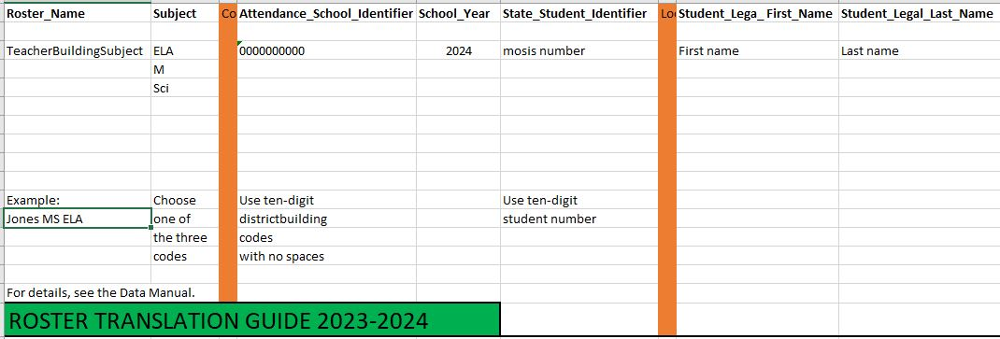 Roster_Name Subject Co Attendance_School_Identifier School_Year State_Student_Identifier Lo Student_Lega_ First_Name Student_Legal_Last_Name
TeacherBuildingSubject ELA 0000000000 2024 mosis number First name Last name
M
Sci
Example: Choose Use ten-digit Use ten-digit
Jones MS ELA one of districtbuilding student number
the three codes
codes with no spaces
For details, see the Data Manual.
ROSTER TRANSLATION GUIDE 2023-2024